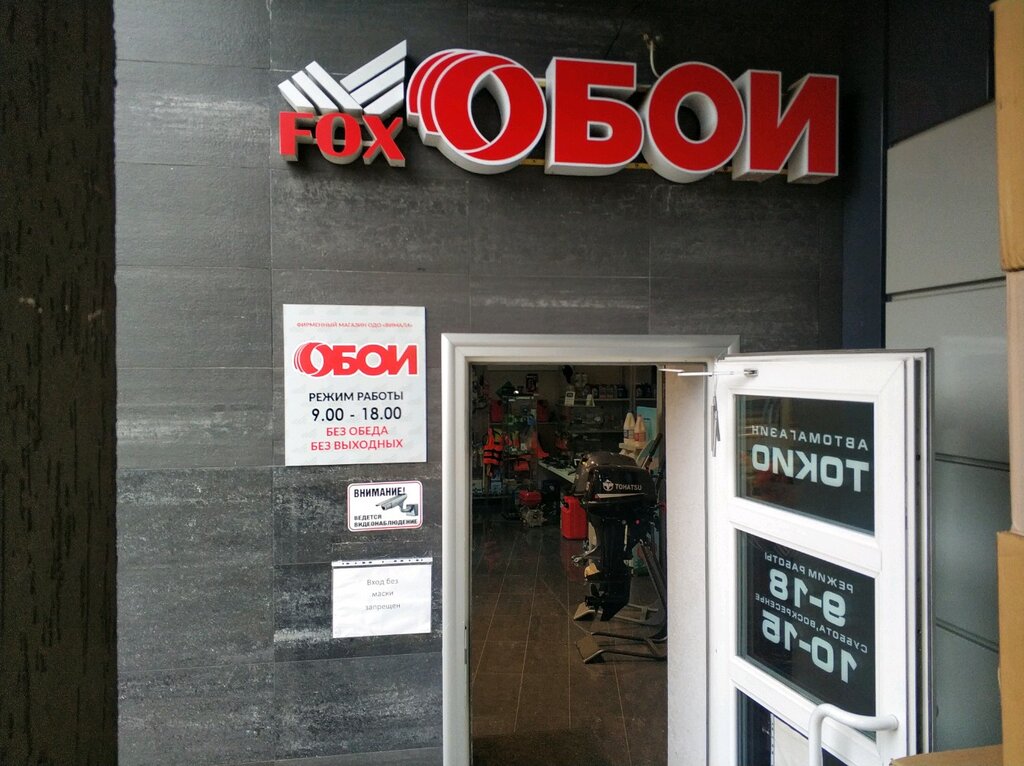 FOX ОБОИ
ФИРМЕННЫЙ МАГАЗИН ОДО «ВИМАЛА»
ОБОИ
РЕЖИМ РАБОТЫ
9.00 - 18.00
БЕЗ ОБЕДА
БЕЗ ВЫХОДНЫХ
ВНИМАНИЕ!
ВЕДЕТСЯ
ВИДЕОНАБЛЮДЕНИЕ
Вход без
маски
запрещен
TOHATSU
АВТОМАГАЗИН
ТОКИО
РЕЖИМ РАБОТЫ
9-18
СУББОТА, ВОСКРЕСЕНЬЕ
10-15